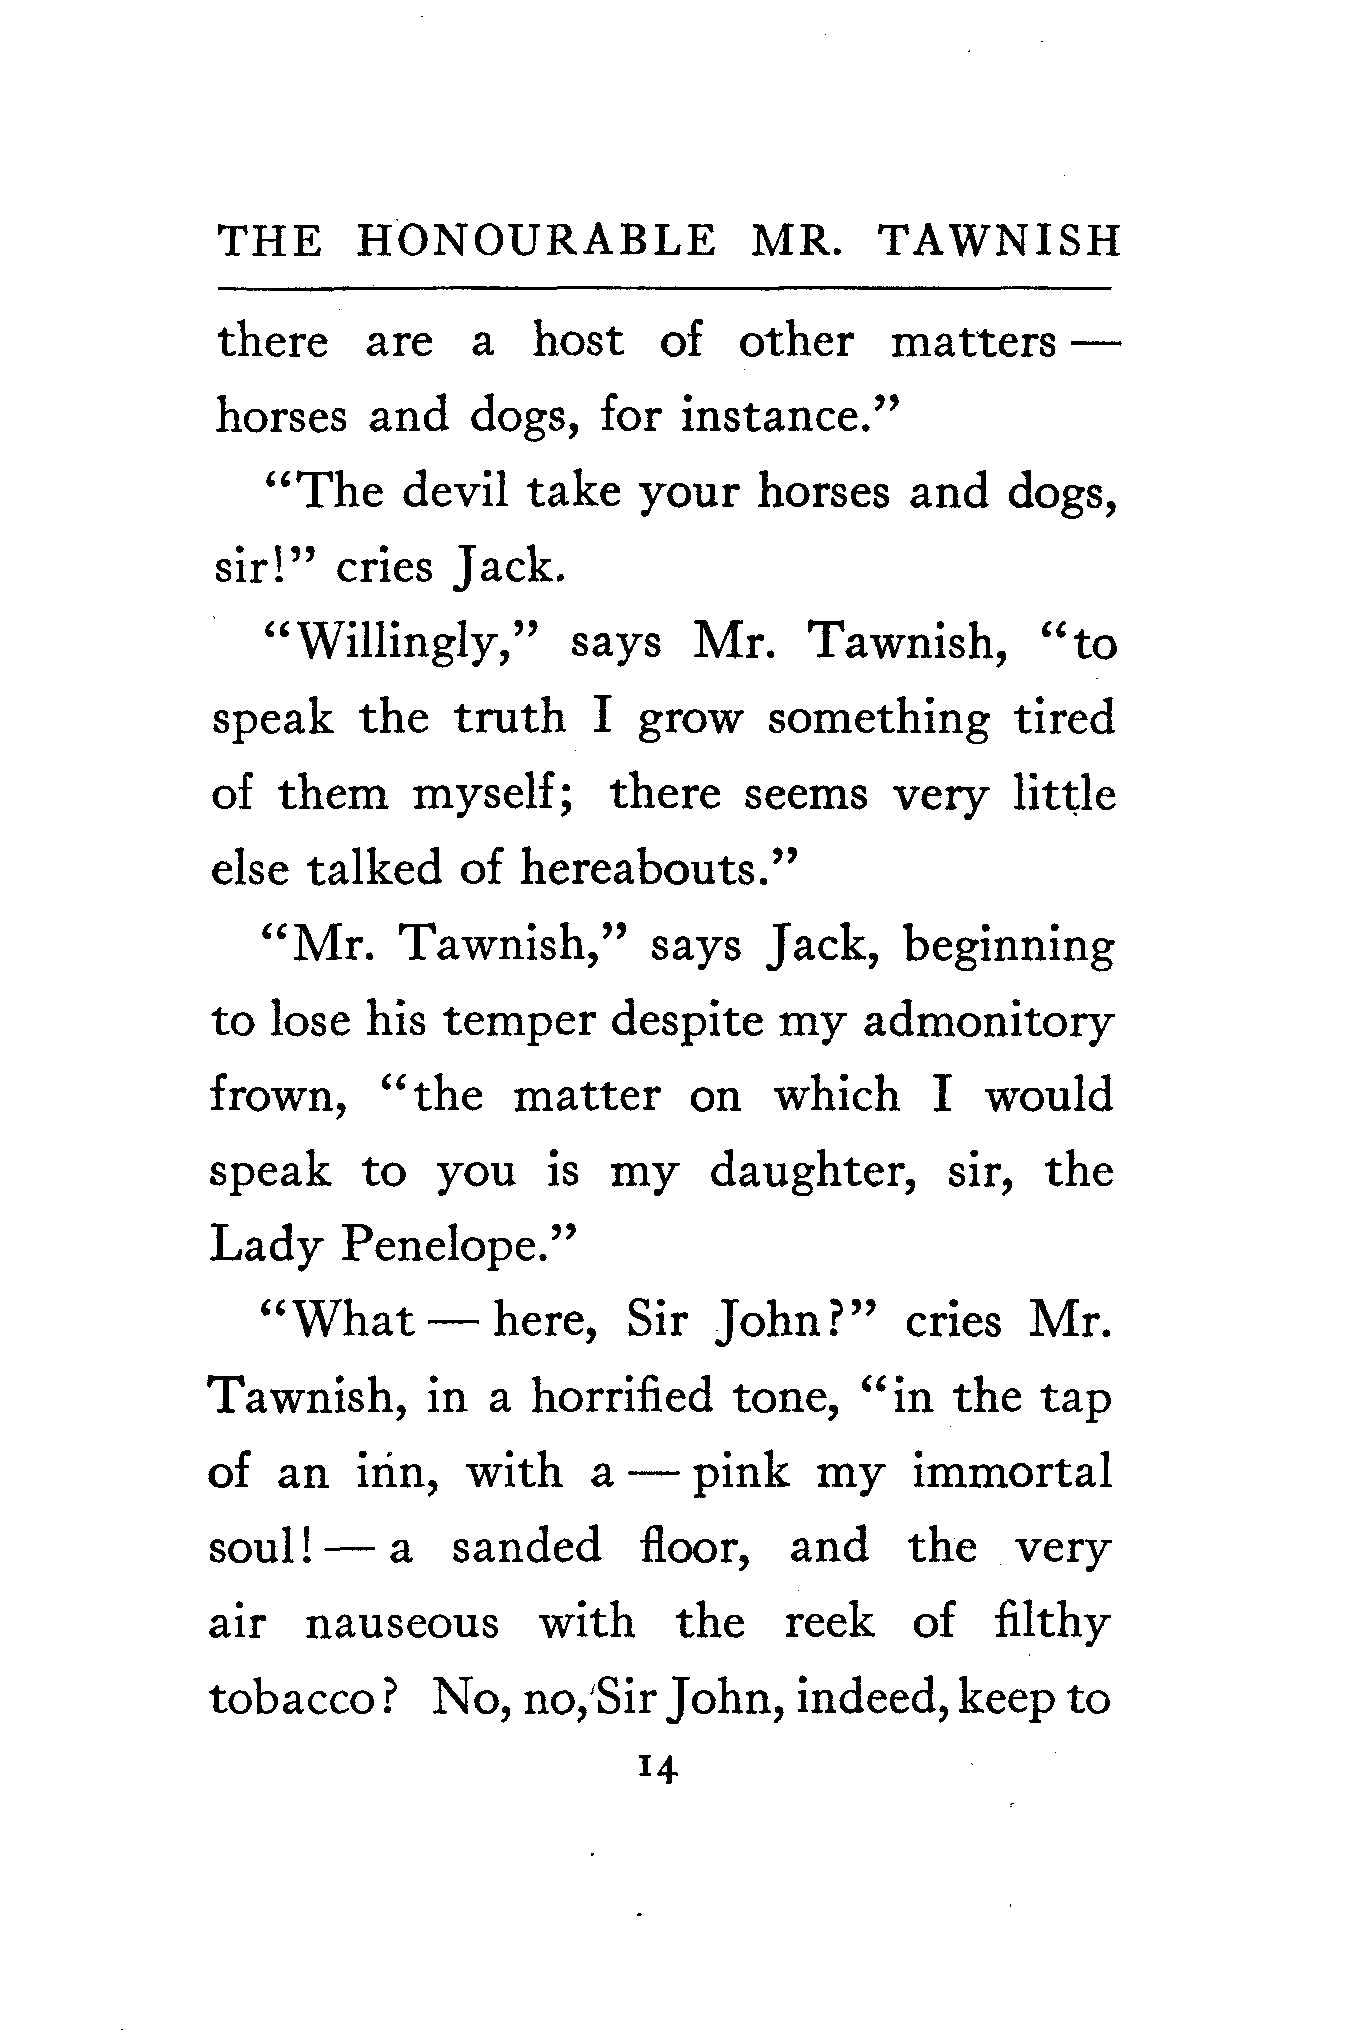 THE HONOURABLE MR. TAWNISH
there are a host of other matters —
horses and dogs, for instance."
"The devil take your horses and dogs,
sir!" cries Jack.
"Willingly," says Mr. Tawnish, "to
speak the truth I grow something tired
of them myself; there seems very little
else talked of hereabouts."
"Mr. Tawnish," says Jack, beginning
to lose his temper despite my admonitory
frown, "the matter on which I would
speak to you is my daughter, sir, the
Lady Penelope."
"What — here, Sir John?" cries Mr.
Tawnish, in a horrified tone, "in the tap
of an inn, with a — pink my immortal
soul! — a sanded floor, and the very
air nauseous with the reek of filthy
tobacco? No, no, Sir John, indeed, keep to
14